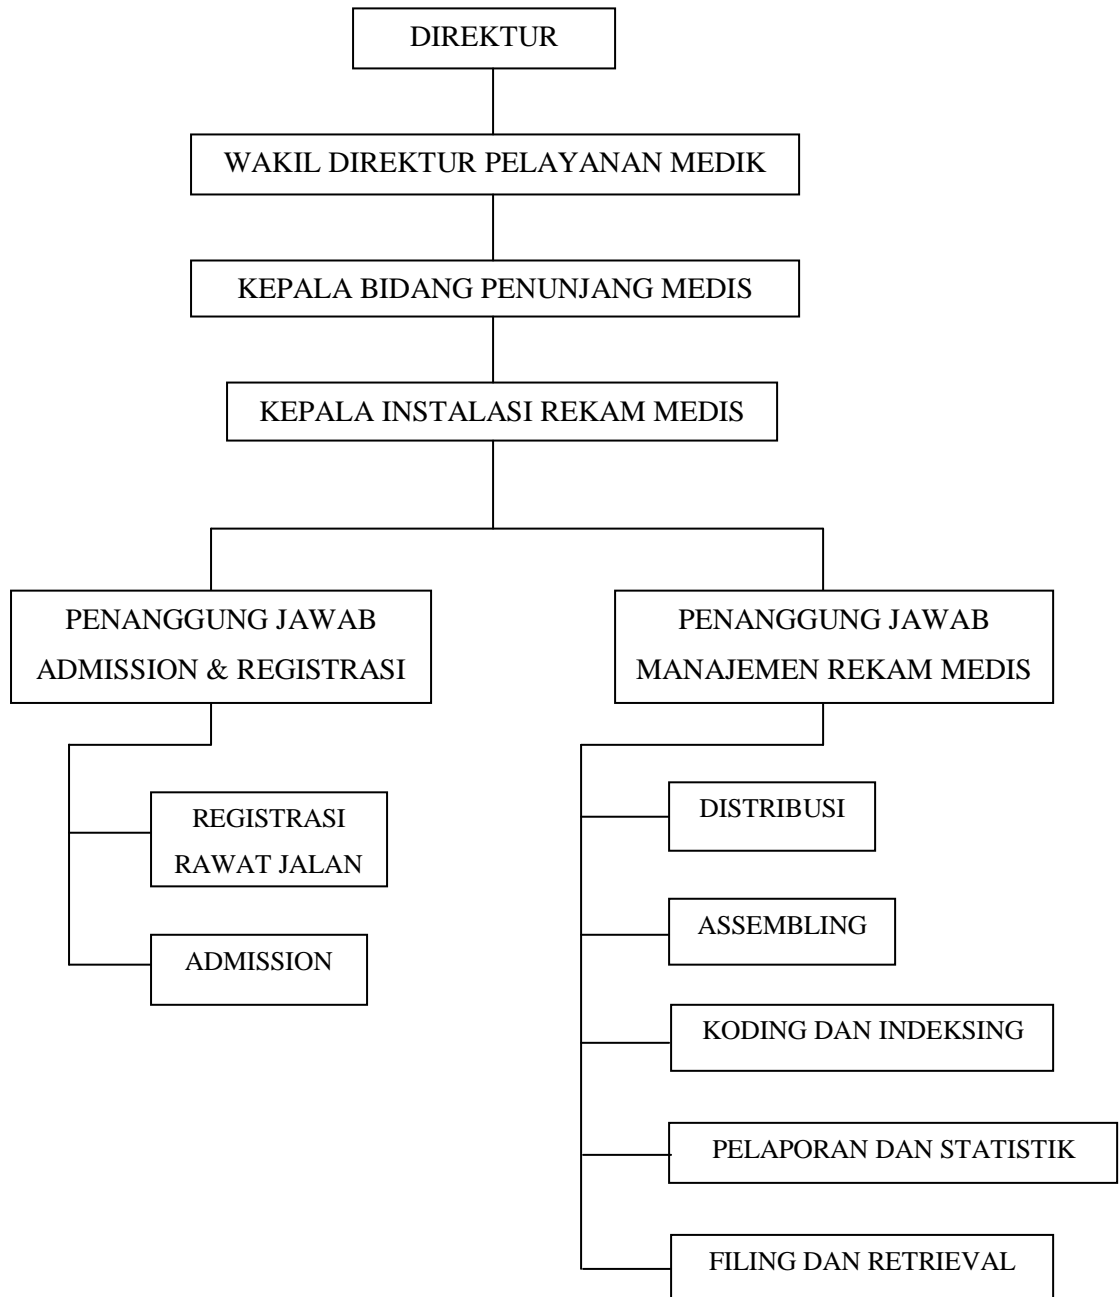 DIREKTUR
WAKIL DIREKTUR PELAYANAN MEDIK
KEPALA BIDANG PENUNJANG MEDIS
KEPALA INSTALASI REKAM MEDIS
PENANGGUNG JAWAB
ADMISSION & REGISTRASI
REGISTRASI
RAWAT JALAN
ADMISSION
PENANGGUNG JAWAB
MANAJEMEN REKAM MEDIS
DISTRIBUSI
ASSEMBLING
KODING DAN INDEKSING
PELAPORAN DAN STATISTIK
FILING DAN RETRIEVAL